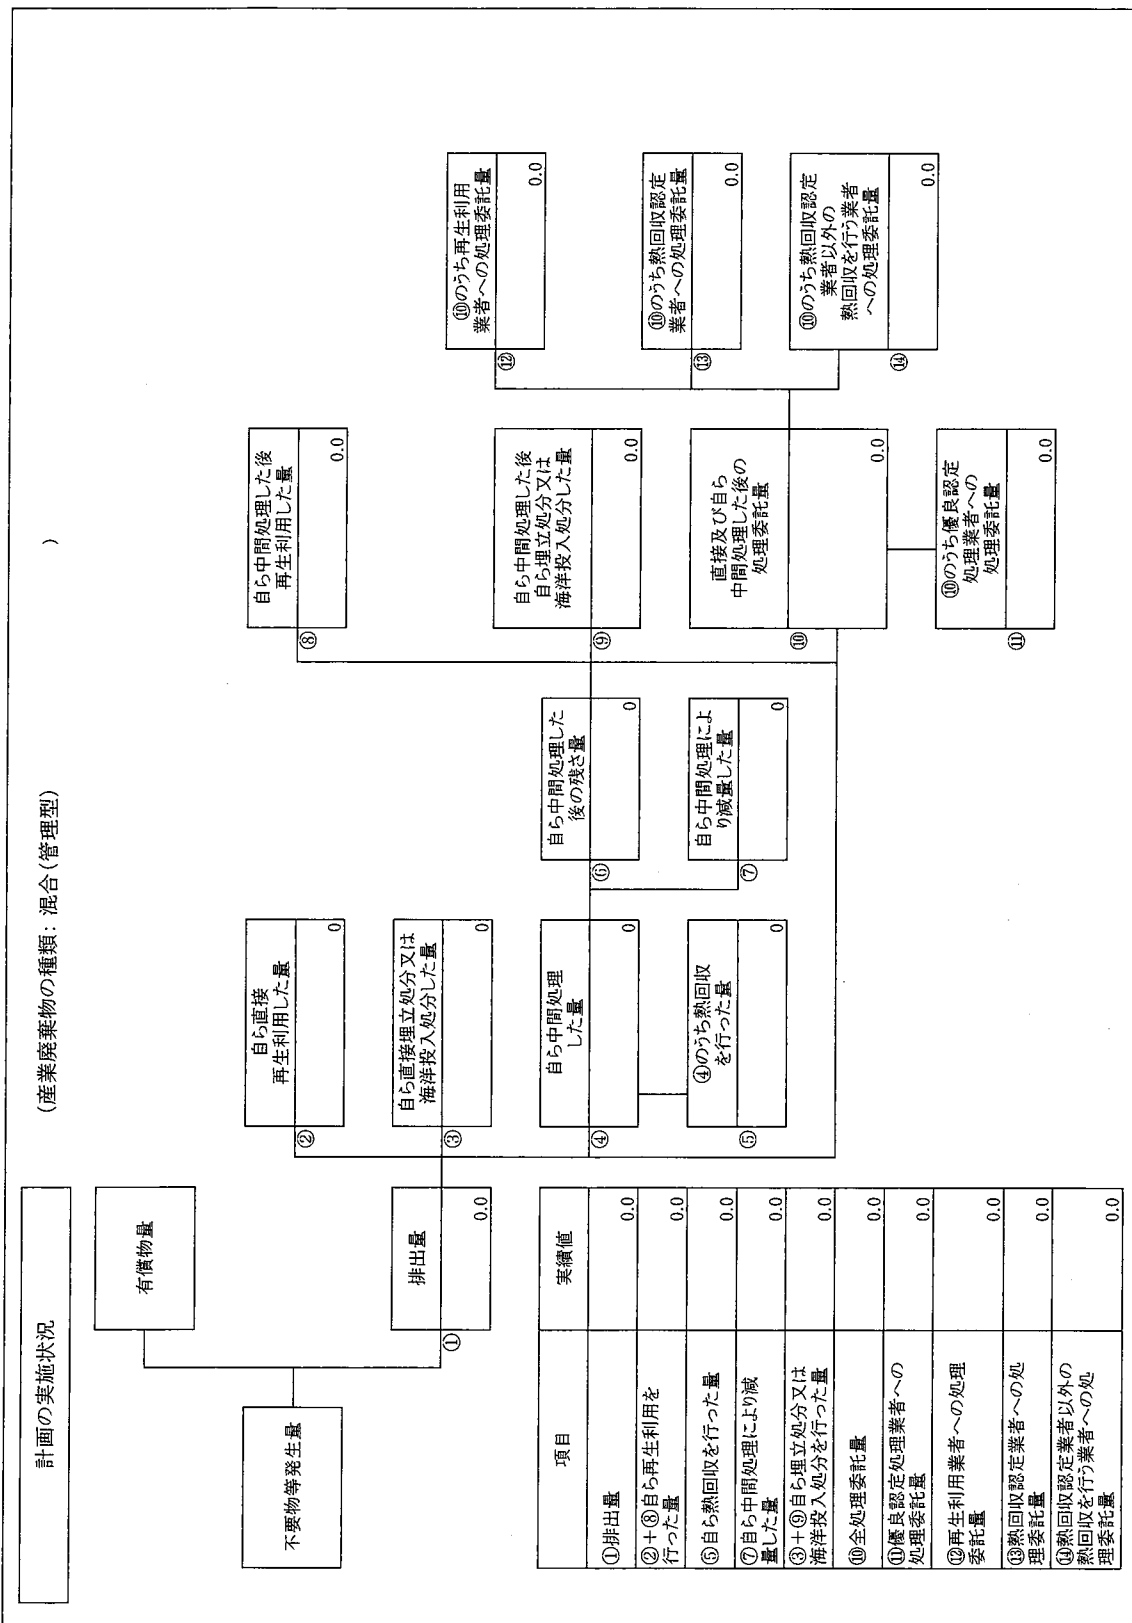 計画の実施状況
(産業廃棄物の種類: 混合(管理型)
)
不要物等発生量
有償物量
排出量
①
0.0
自ら直接
再生利用した量
②
0
自ら直接埋立処分又は
海洋投入処分した量
③
0
自ら中間処理
した量
④
0
④のうち熱回収
を行った量
⑤
0
自ら中間処理した
後の残さ量
⑥
0
自ら中間処理によ
り減量した量
⑦
0
自ら中間処理した後
再生利用した量
⑧
0.0
自ら中間処理した後
自ら埋立処分又は
海洋投入処分した量
⑨
0.0
直接及び自ら
中間処理した後の
処理委託量
⑩
0.0
⑩のうち優良認定
処理業者への
処理委託量
⑪
0.0
⑩のうち再生利用
業者への処理委託量
⑫
0.0
⑩のうち熱回収認定
業者への処理委託量
⑬
0.0
⑩のうち熱回収認定
業者以外の
熱回収を行う業者
への処理委託量
⑭
0.0
項目 実績値
①排出量 0.0
②+⑧自ら再生利用を
行った量 0.0
⑤自ら熱回収を行った量 0.0
⑦自ら中間処理により減
量した量 0.0
③+⑨自ら埋立処分又は
海洋投入処分を行った量 0.0
⑩全処理委託量 0.0
⑪優良認定処理業者への
処理委託量 0.0
⑫再生利用業者への処理
委託量 0.0
⑬熱回収認定業者への処
理委託量 0.0
⑭熱回収認定業者以外の
熱回収を行う業者への処
理委託量 0.0